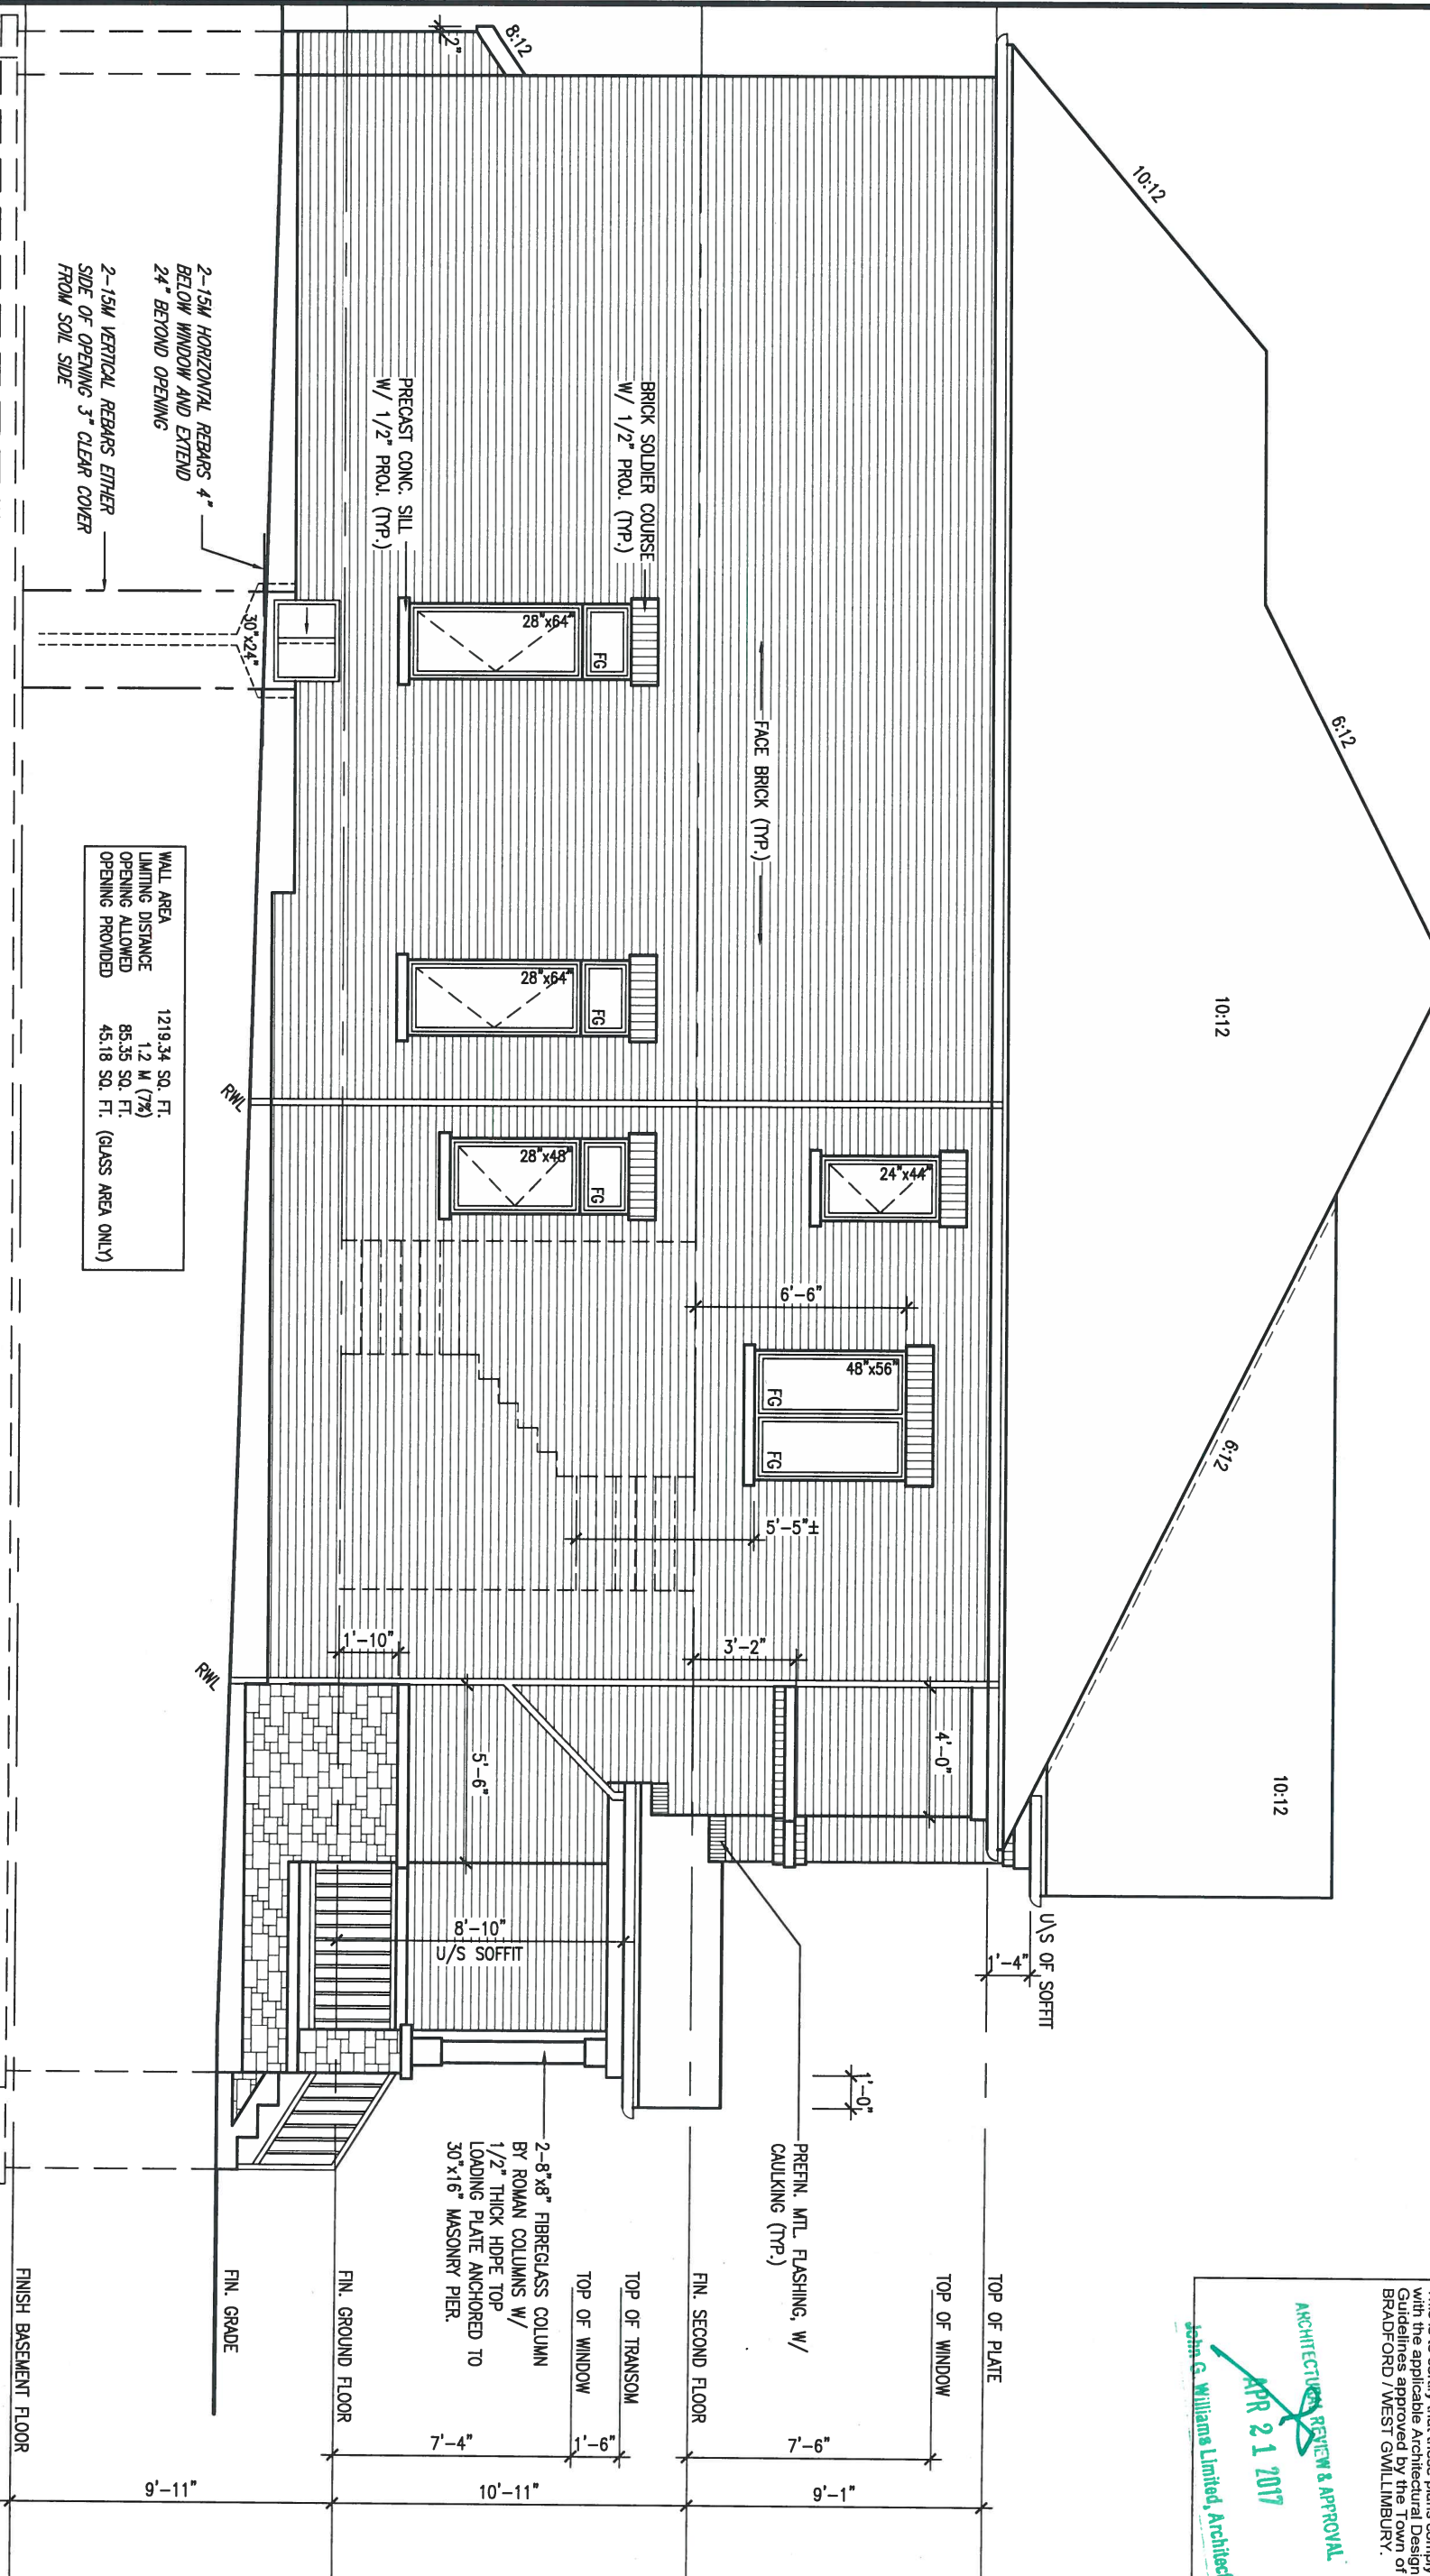 This is to certify that these plans comply
with the applicable Architectural Design
Guidelines approved by the Town of
BRADFORD / WEST GWILLIMBURY.
ARCHITECTURAL REVIEW & APPROVAL
APR 21 2017
John G. Williams Limited, Architect
10:12
6:12
10:12
6:12
10:12
8:12
2"
U\S OF SOFFIT
1'-4"
1'-0"
4'-0"
3'-2"
5'-5"±
6'-6"
48"x56"
FG
FG
24"x44"
FACE BRICK (TYP.)
BRICK SOLDIER COURSE
W/ 1/2" PROJ. (TYP.)
PRECAST CONC. SILL
W/ 1/2" PROJ. (TYP.)
28"x64"
FG
28"x64"
FG
28"x48"
FG
1'-10"
5'-6"
8'-10"
U/S SOFFIT
PREFIN. MTL. FLASHING, W/
CAULKING (TYP.)
2-8"x8" FIBREGLASS COLUMN
BY ROMAN COLUMNS W/
1/2" THICK HDPE TOP
LOADING PLATE ANCHORED TO
30"x16" MASONRY PIER.
2-15M HORIZONTAL REBARS 4"
BELOW WINDOW AND EXTEND
24" BEYOND OPENING
2-15M VERTICAL REBARS EITHER
SIDE OF OPENING 3" CLEAR COVER
FROM SOIL SIDE
30"x24"
WALL AREA 1219.34 SQ. FT.
LIMITING DISTANCE 1.2 M (7%)
OPENING ALLOWED 85.35 SQ. FT.
OPENING PROVIDED 45.18 SQ. FT. (GLASS AREA ONLY)
RWL
RWL
TOP OF PLATE
TOP OF WINDOW
FIN. SECOND FLOOR
TOP OF TRANSOM
TOP OF WINDOW
FIN. GROUND FLOOR
FIN. GRADE
FINISH BASEMENT FLOOR
7'-6"
1'-6"
7'-4"
9'-1"
10'-11"
9'-11"